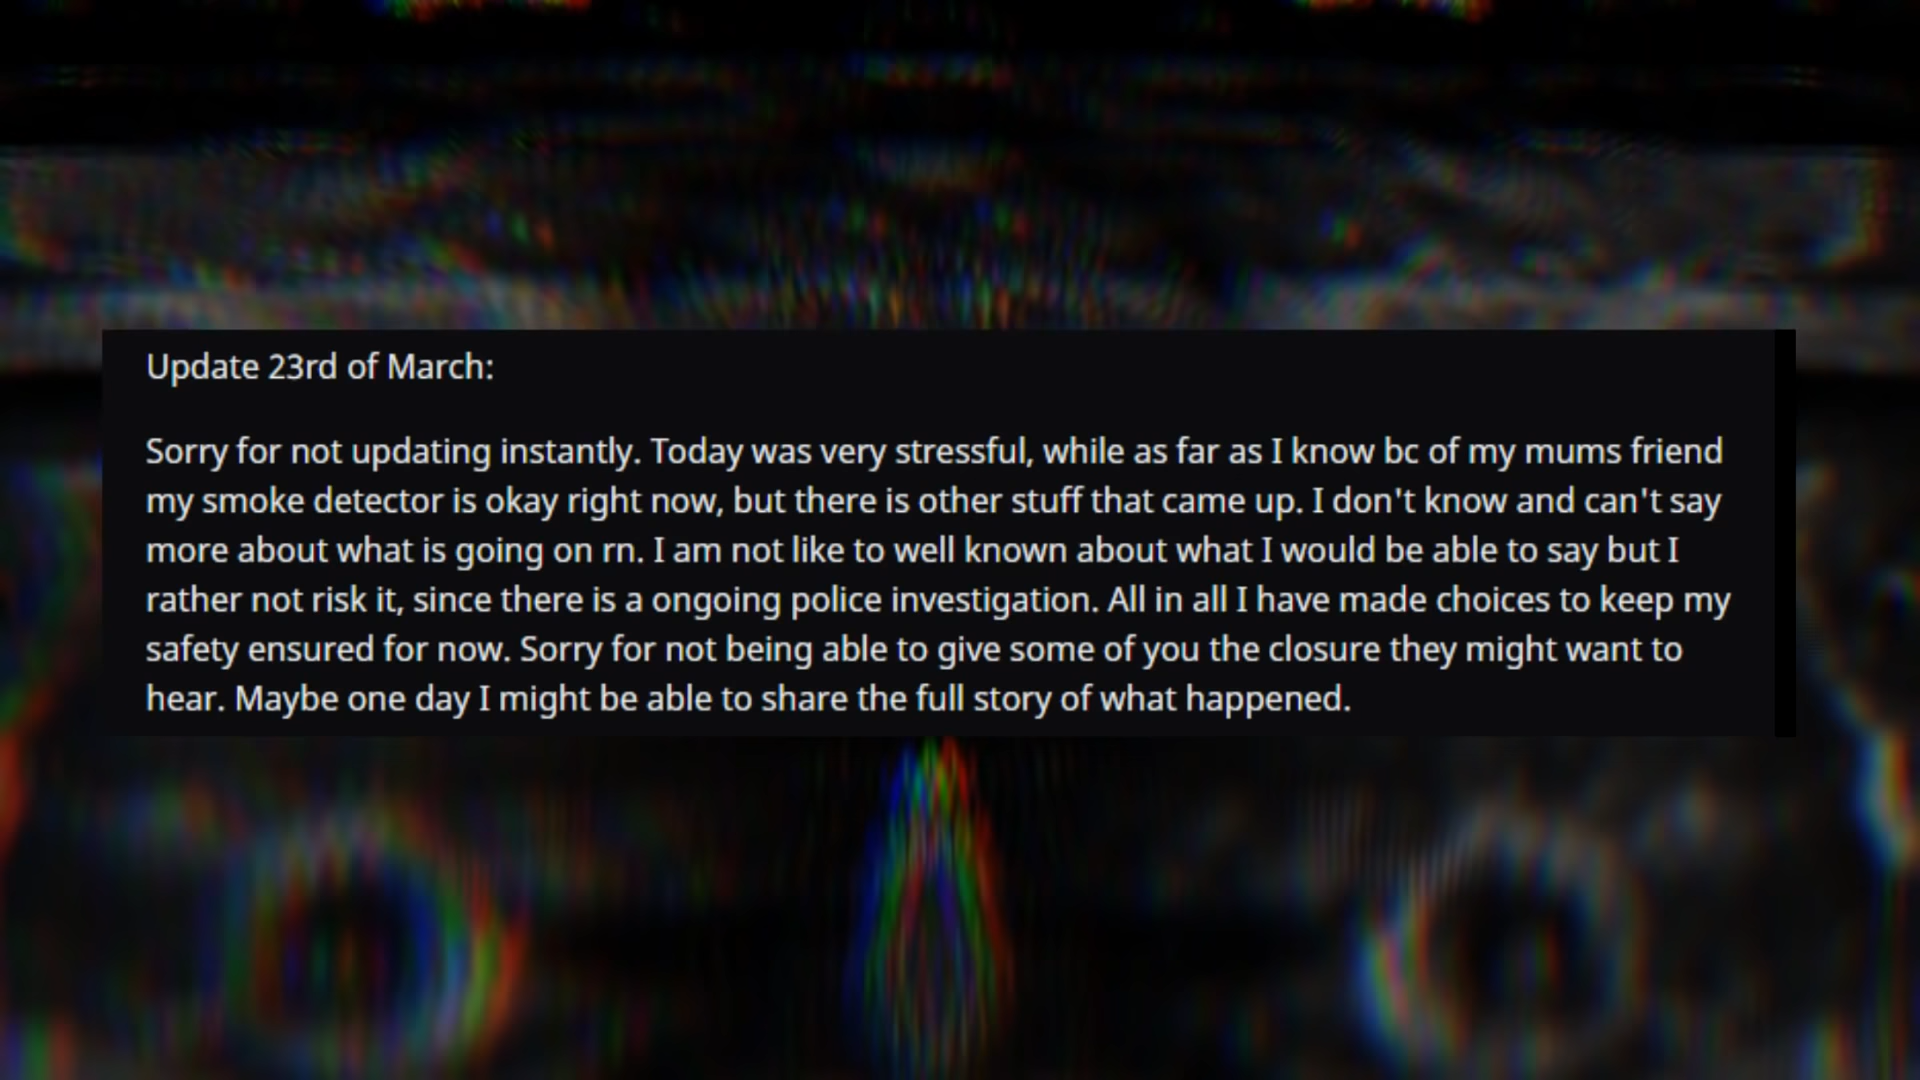 Update 23rd of March:
Sorry for not updating instantly. Today was very stressful, while as far as I know bc of my mums friend
my smoke detector is okay right now, but there is other stuff that came up. I don't know and can't say
more about what is going on rn. I am not like to well known about what I would be able to say but I
rather not risk it, since there is a ongoing police investigation. All in all I have made choices to keep my
safety ensured for now. Sorry for not being able to give some of you the closure they might want to
hear. Maybe one day I might be able to share the full story of what happened.